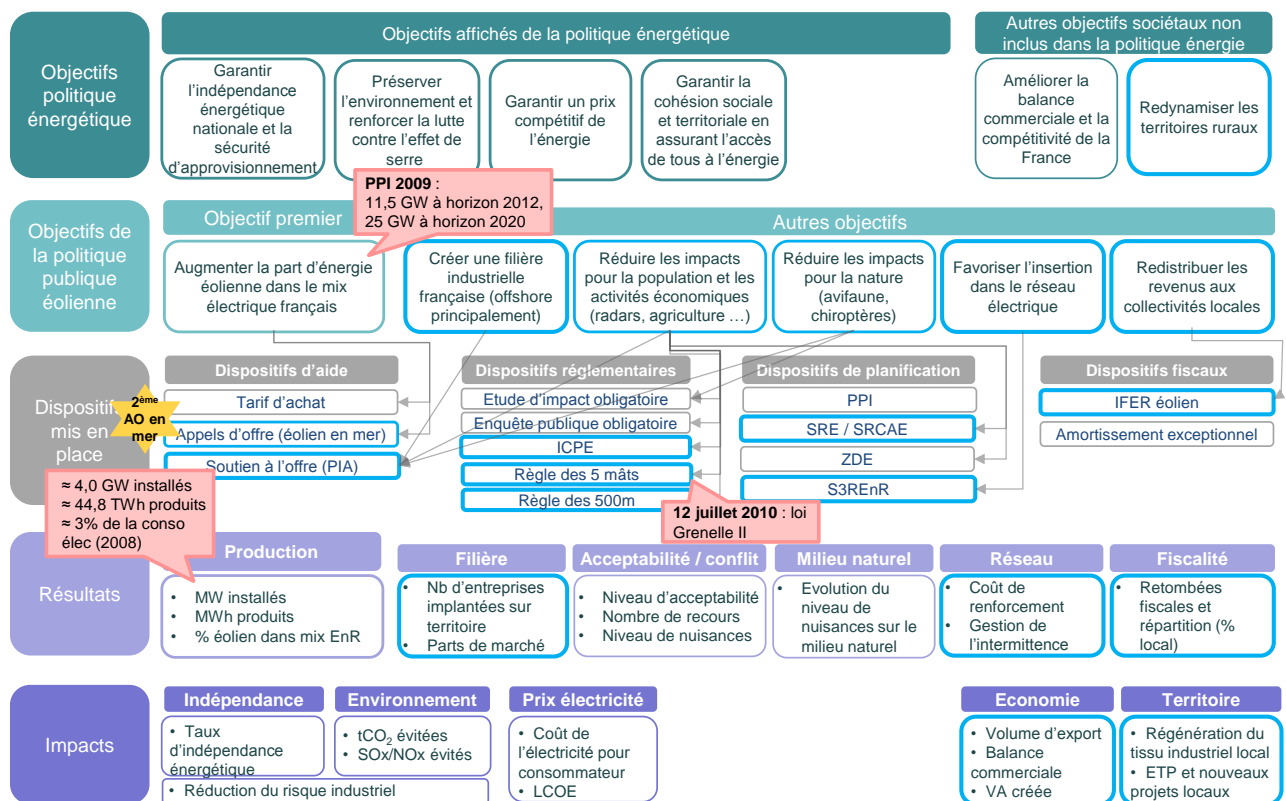 Objectifs
politique
énergétique
Objectifs affichés de la politique énergétique
Autres objectifs sociétaux non
inclus dans la politique énergie
Garantir
l'indépendance
énergétique
nationale et la
sécurité
d'approvisionnement
Préserver
l'environnement et
renforcer la lutte
contre l'effet de
serre
Garantir un prix
compétitif de
l'énergie
Garantir la
cohésion sociale
et territoriale en
assurant l'accès
de tous à l'énergie
Améliorer la
balance
commerciale et la
compétitivité de la
France
Redynamiser les
territoires ruraux
PPI 2009 :
11,5 GW à horizon 2012,
25 GW à horizon 2020
Objectifs de
la politique
publique
éolienne
Objectif premier
Autres objectifs
Augmenter la part d'énergie
éolienne dans le mix
électrique français
Créer une filière
industrielle
française (offshore
principalement)
Réduire les impacts
pour la population et les
activités économiques
(radars, agriculture …)
Réduire les impacts
pour la nature
(avifaune,
chiroptères)
Favoriser l'insertion
dans le réseau
électrique
Redistribuer les
revenus aux
collectivités locales
Dispositifs
mis en
place
2ème
AO en
mer
Dispositifs d'aide
Tarif d'achat
Appels d'offre (éolien en mer)
Soutien à l'offre (PIA)
Dispositifs réglementaires
Etude d'impact obligatoire
Enquête publique obligatoire
ICPE
Règle des 5 mâts
Règle des 500m
Dispositifs de planification
PPI
SRE / SRCAE
ZDE
S3REnR
Dispositifs fiscaux
IFER éolien
Amortissement exceptionnel
≈ 4,0 GW installés
≈ 44,8 TWh produits
≈ 3% de la conso
élec (2008)
12 juillet 2010 : loi
Grenelle II
Résultats
Production
• MW installés
• MWh produits
• % éolien dans mix EnR
Filière
• Nb d'entreprises
implantées sur
territoire
• Parts de marché
Acceptabilité / conflit
• Niveau d'acceptabilité
• Nombre de recours
• Niveau de nuisances
Milieu naturel
• Evolution du
niveau de
nuisances sur le
milieu naturel
Réseau
• Coût de
renforcement
• Gestion de
l'intermittence
Fiscalité
• Retombées
fiscales et
répartition (%
local)
Impacts
Indépendance
• Taux
d'indépendance
énergétique
Environnement
• tCO2 évitées
• SOx/NOx évités
• Réduction du risque industriel
Prix électricité
• Coût de
l'électricité pour
consommateur
• LCOE
Economie
• Volume d'export
• Balance
commerciale
• VA créée
Territoire
• Régénération du
tissu industriel local
• ETP et nouveaux
projets locaux